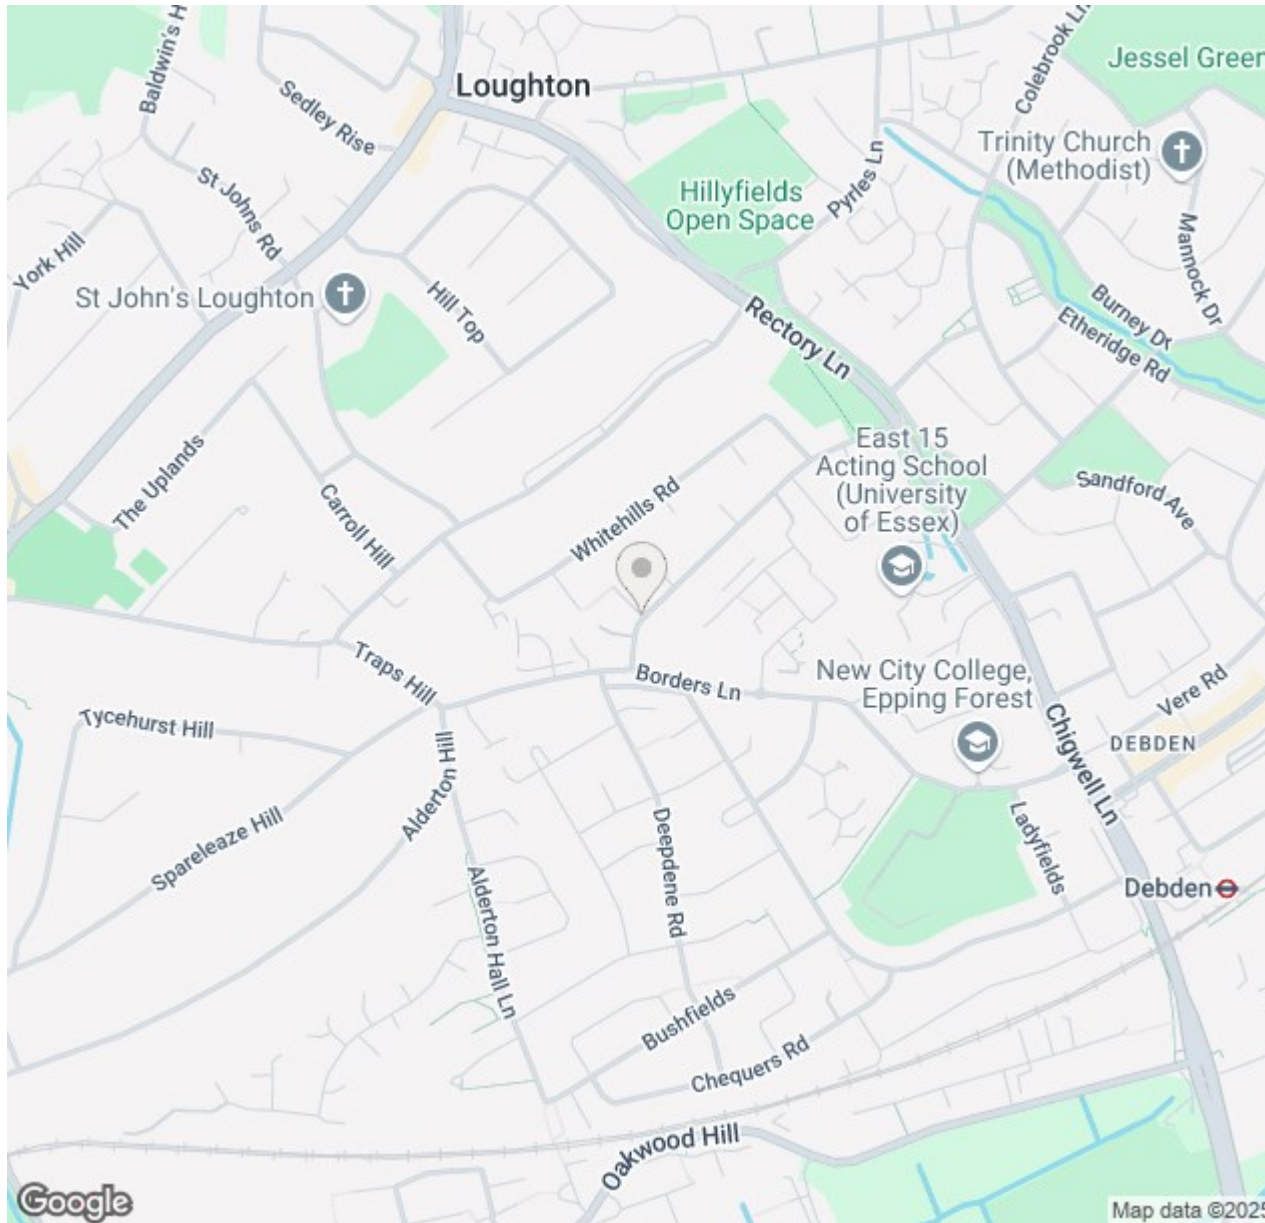 Baldwin's H
Loughton
Colebrook Ln
Jessel Green
Sedley Rise
Trinity Church
(Methodist)
Pyrles Ln
Hillyfields
Open Space
St Johns Rd
York Hill
Mannock Dr
St John's Loughton
Hill Top
Rectory Ln
Burney Dr
Etheridge Rd
East 15
Acting School
(University
of Essex)
The Uplands
Carroll Hill
Whitehills Rd
Sandford Ave
Traps Hill
Borders Ln
New City College,
Epping Forest
Vere Rd
Tycehurst Hill
Chigwell Ln
DEBDEN
Alderton Hill
Spareleaze Hill
Deepdene Rd
Ladyfields
Debden
Alderton Hall Ln
Bushfields
Chequers Rd
Oakwood Hill
Google
Map data ©2025